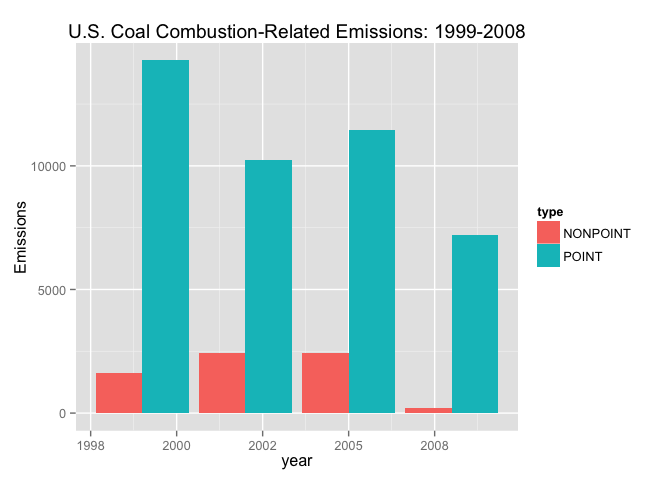 U.S. Coal Combustion-Related Emissions: 1999-2008
Emissions
10000
5000
0
1998 2000 2002 2005 2008
year
type
NONPOINT
POINT